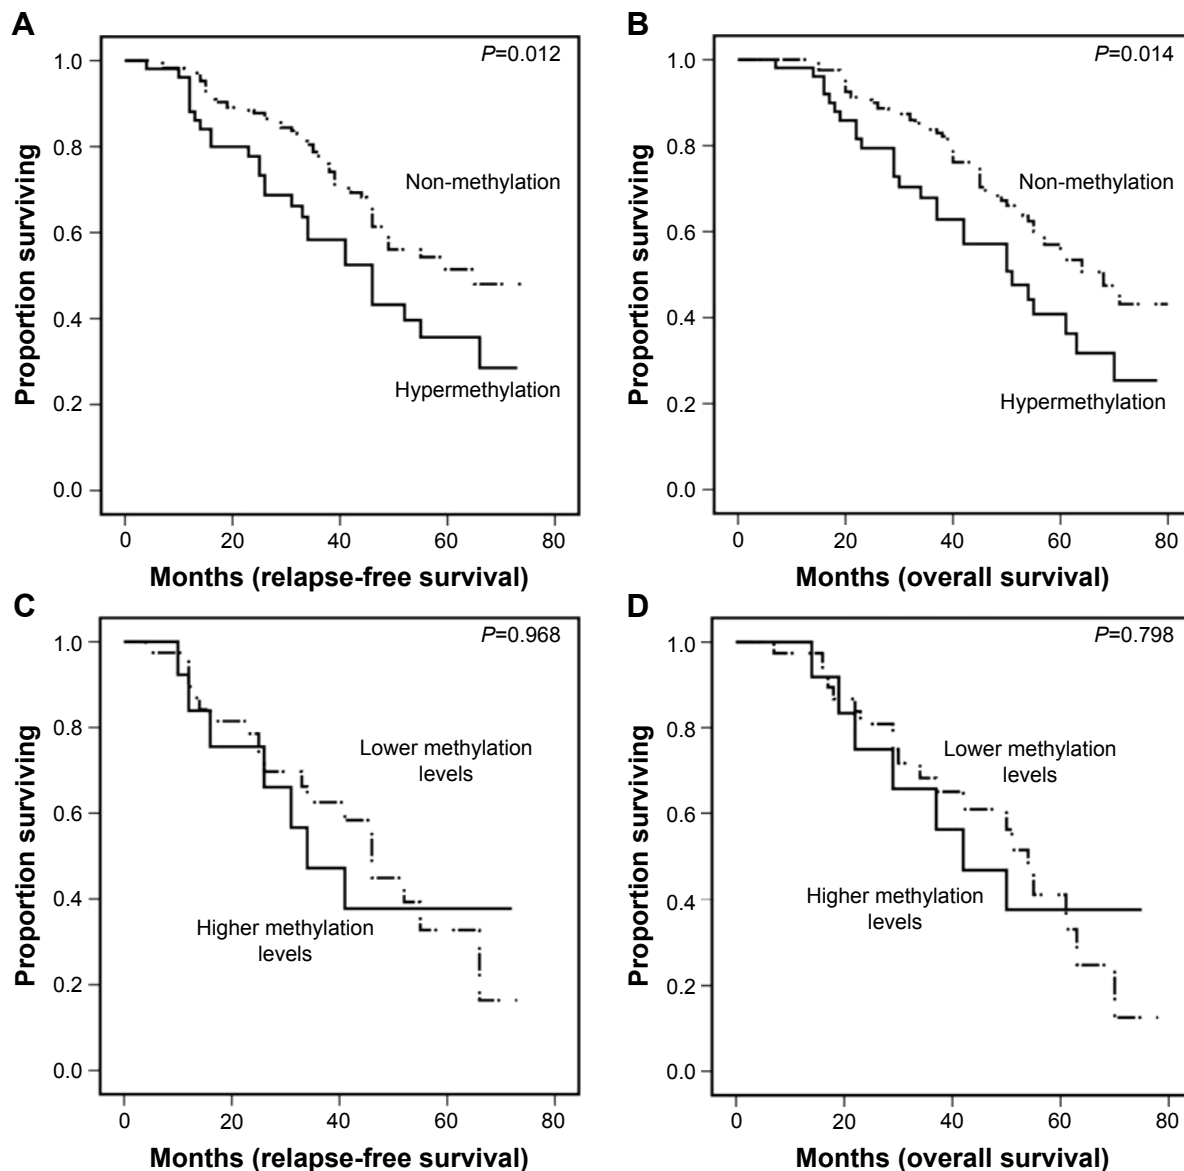 A
P=0.012
1.0
0.8
0.6
0.4
0.2
0.0
Proportion surviving
Non-methylation
Hypermethylation
0 20 40 60 80
Months (relapse-free survival)
B
P=0.014
1.0
0.8
0.6
0.4
0.2
0.0
Proportion surviving
Non-methylation
Hypermethylation
0 20 40 60 80
Months (overall survival)
C
P=0.968
1.0
0.8
0.6
0.4
0.2
0.0
Proportion surviving
Lower methylation
levels
Higher methylation
levels
0 20 40 60 80
Months (relapse-free survival)
D
P=0.798
1.0
0.8
0.6
0.4
0.2
0.0
Proportion surviving
Lower methylation
levels
Higher methylation
levels
0 20 40 60 80
Months (overall survival)